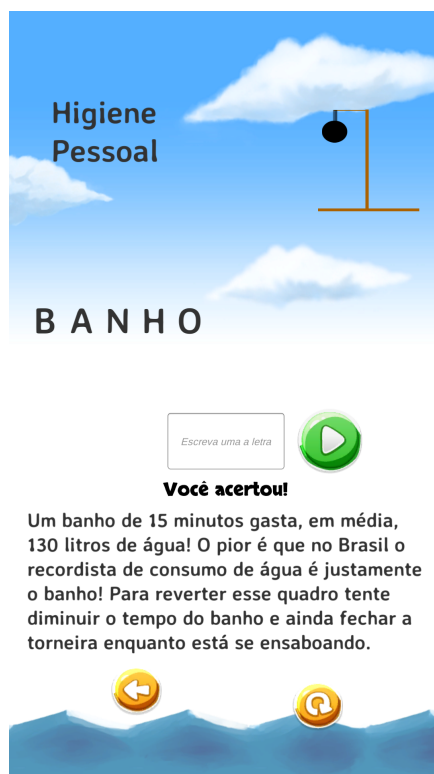 Higiene
Pessoal
B A N H O
Escreva uma a letra
Você acertou!
Um banho de 15 minutos gasta, em média,
130 litros de água! O pior é que no Brasil o
recordista de consumo de água é justamente
o banho! Para reverter esse quadro tente
diminuir o tempo do banho e ainda fechar a
torneira enquanto está se ensaboando.